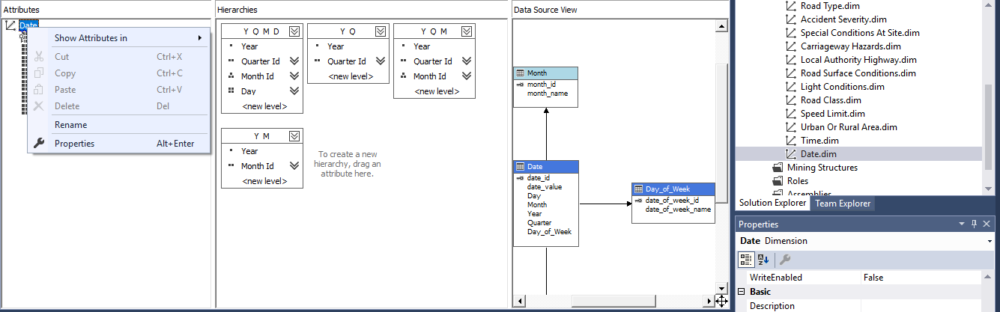 Attributes
Date
Show Attributes in
Cut Ctrl+X
Copy Ctrl+C
Paste Ctrl+V
Delete Del
Rename
Properties Alt+Enter
Hierarchies
Y Q M D
Year
Quarter Id
Month Id
Day
<new level>
Y Q
Year
Quarter Id
<new level>
Y Q M
Year
Quarter Id
Month Id
<new level>
Y M
Year
Month Id
<new level>
To create a new
hierarchy, drag an
attribute here.
Data Source View
Month
month_id
month_name
Date
date_id
date_value
Day
Month
Year
Quarter
Day_of_Week
Day_of_Week
date_of_week_id
date_of_week_name
Road Type.dim
Accident Severity.dim
Special Conditions At Site.dim
Carriageway Hazards.dim
Local Authority Highway.dim
Road Surface Conditions.dim
Light Conditions.dim
Road Class.dim
Speed Limit.dim
Urban Or Rural Area.dim
Time.dim
Date.dim
Mining Structures
Roles
Assemblies
Solution Explorer Team Explorer
Properties
Date Dimension
WriteEnabled False
Basic
Description